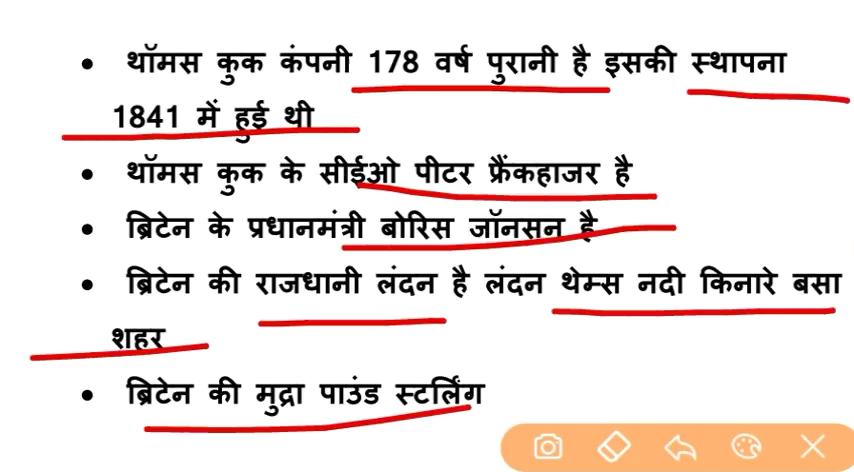 • थॉमस कुक कंपनी 178 वर्ष पुरानी है इसकी स्थापना
1841 में हुई थी
• थॉमस कुक के सीईओ पीटर फ्रैंकहाजर है
• ब्रिटेन के प्रधानमंत्री बोरिस जॉनसन है
• ब्रिटेन की राजधानी लंदन है लंदन थेम्स नदी किनारे बसा
शहर
• ब्रिटेन की मुद्रा पाउंड स्टर्लिंग